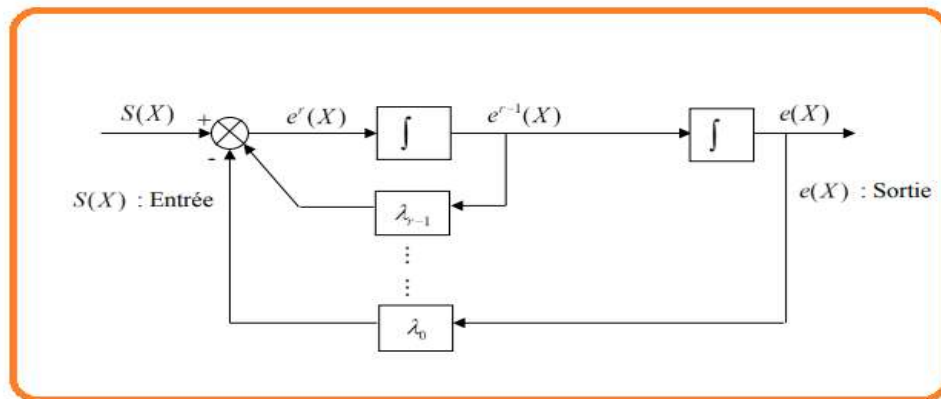 S(X) + e^r(X) ∫ e^{r-1}(X) ∫ e(X)
-
S(X) : Entrée λ_{r-1} e(X) : Sortie
λ_0